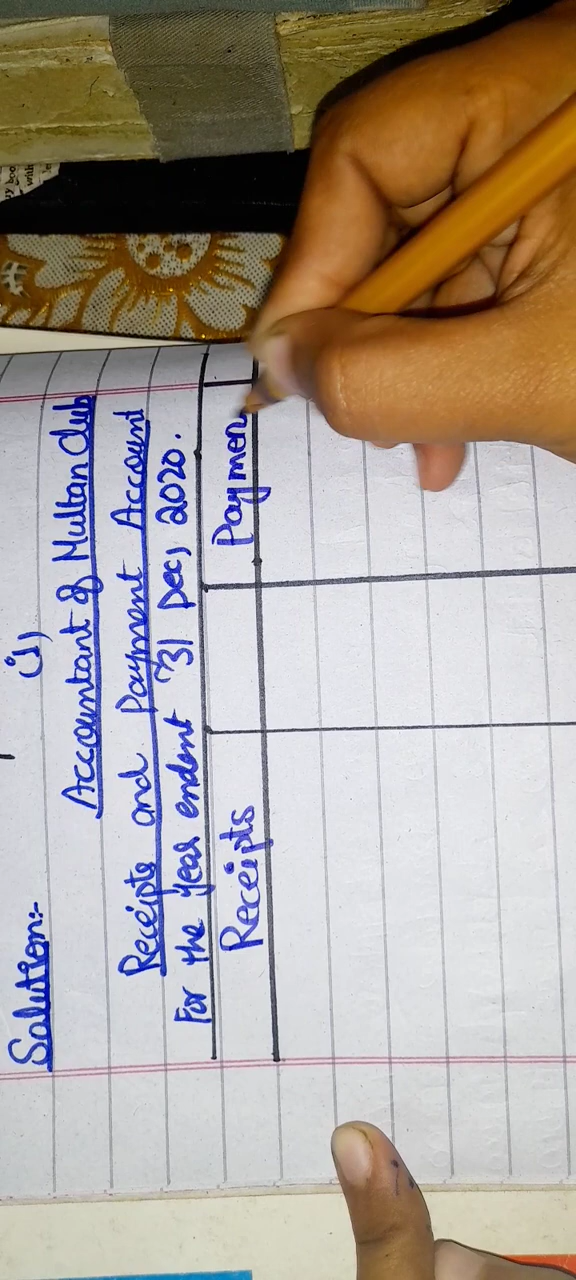 (i)
Solution:-
Accountant of Multan Club
Receipts and Payment Account
For the year endent "31 Dec, 2020.
Receipts Paymen